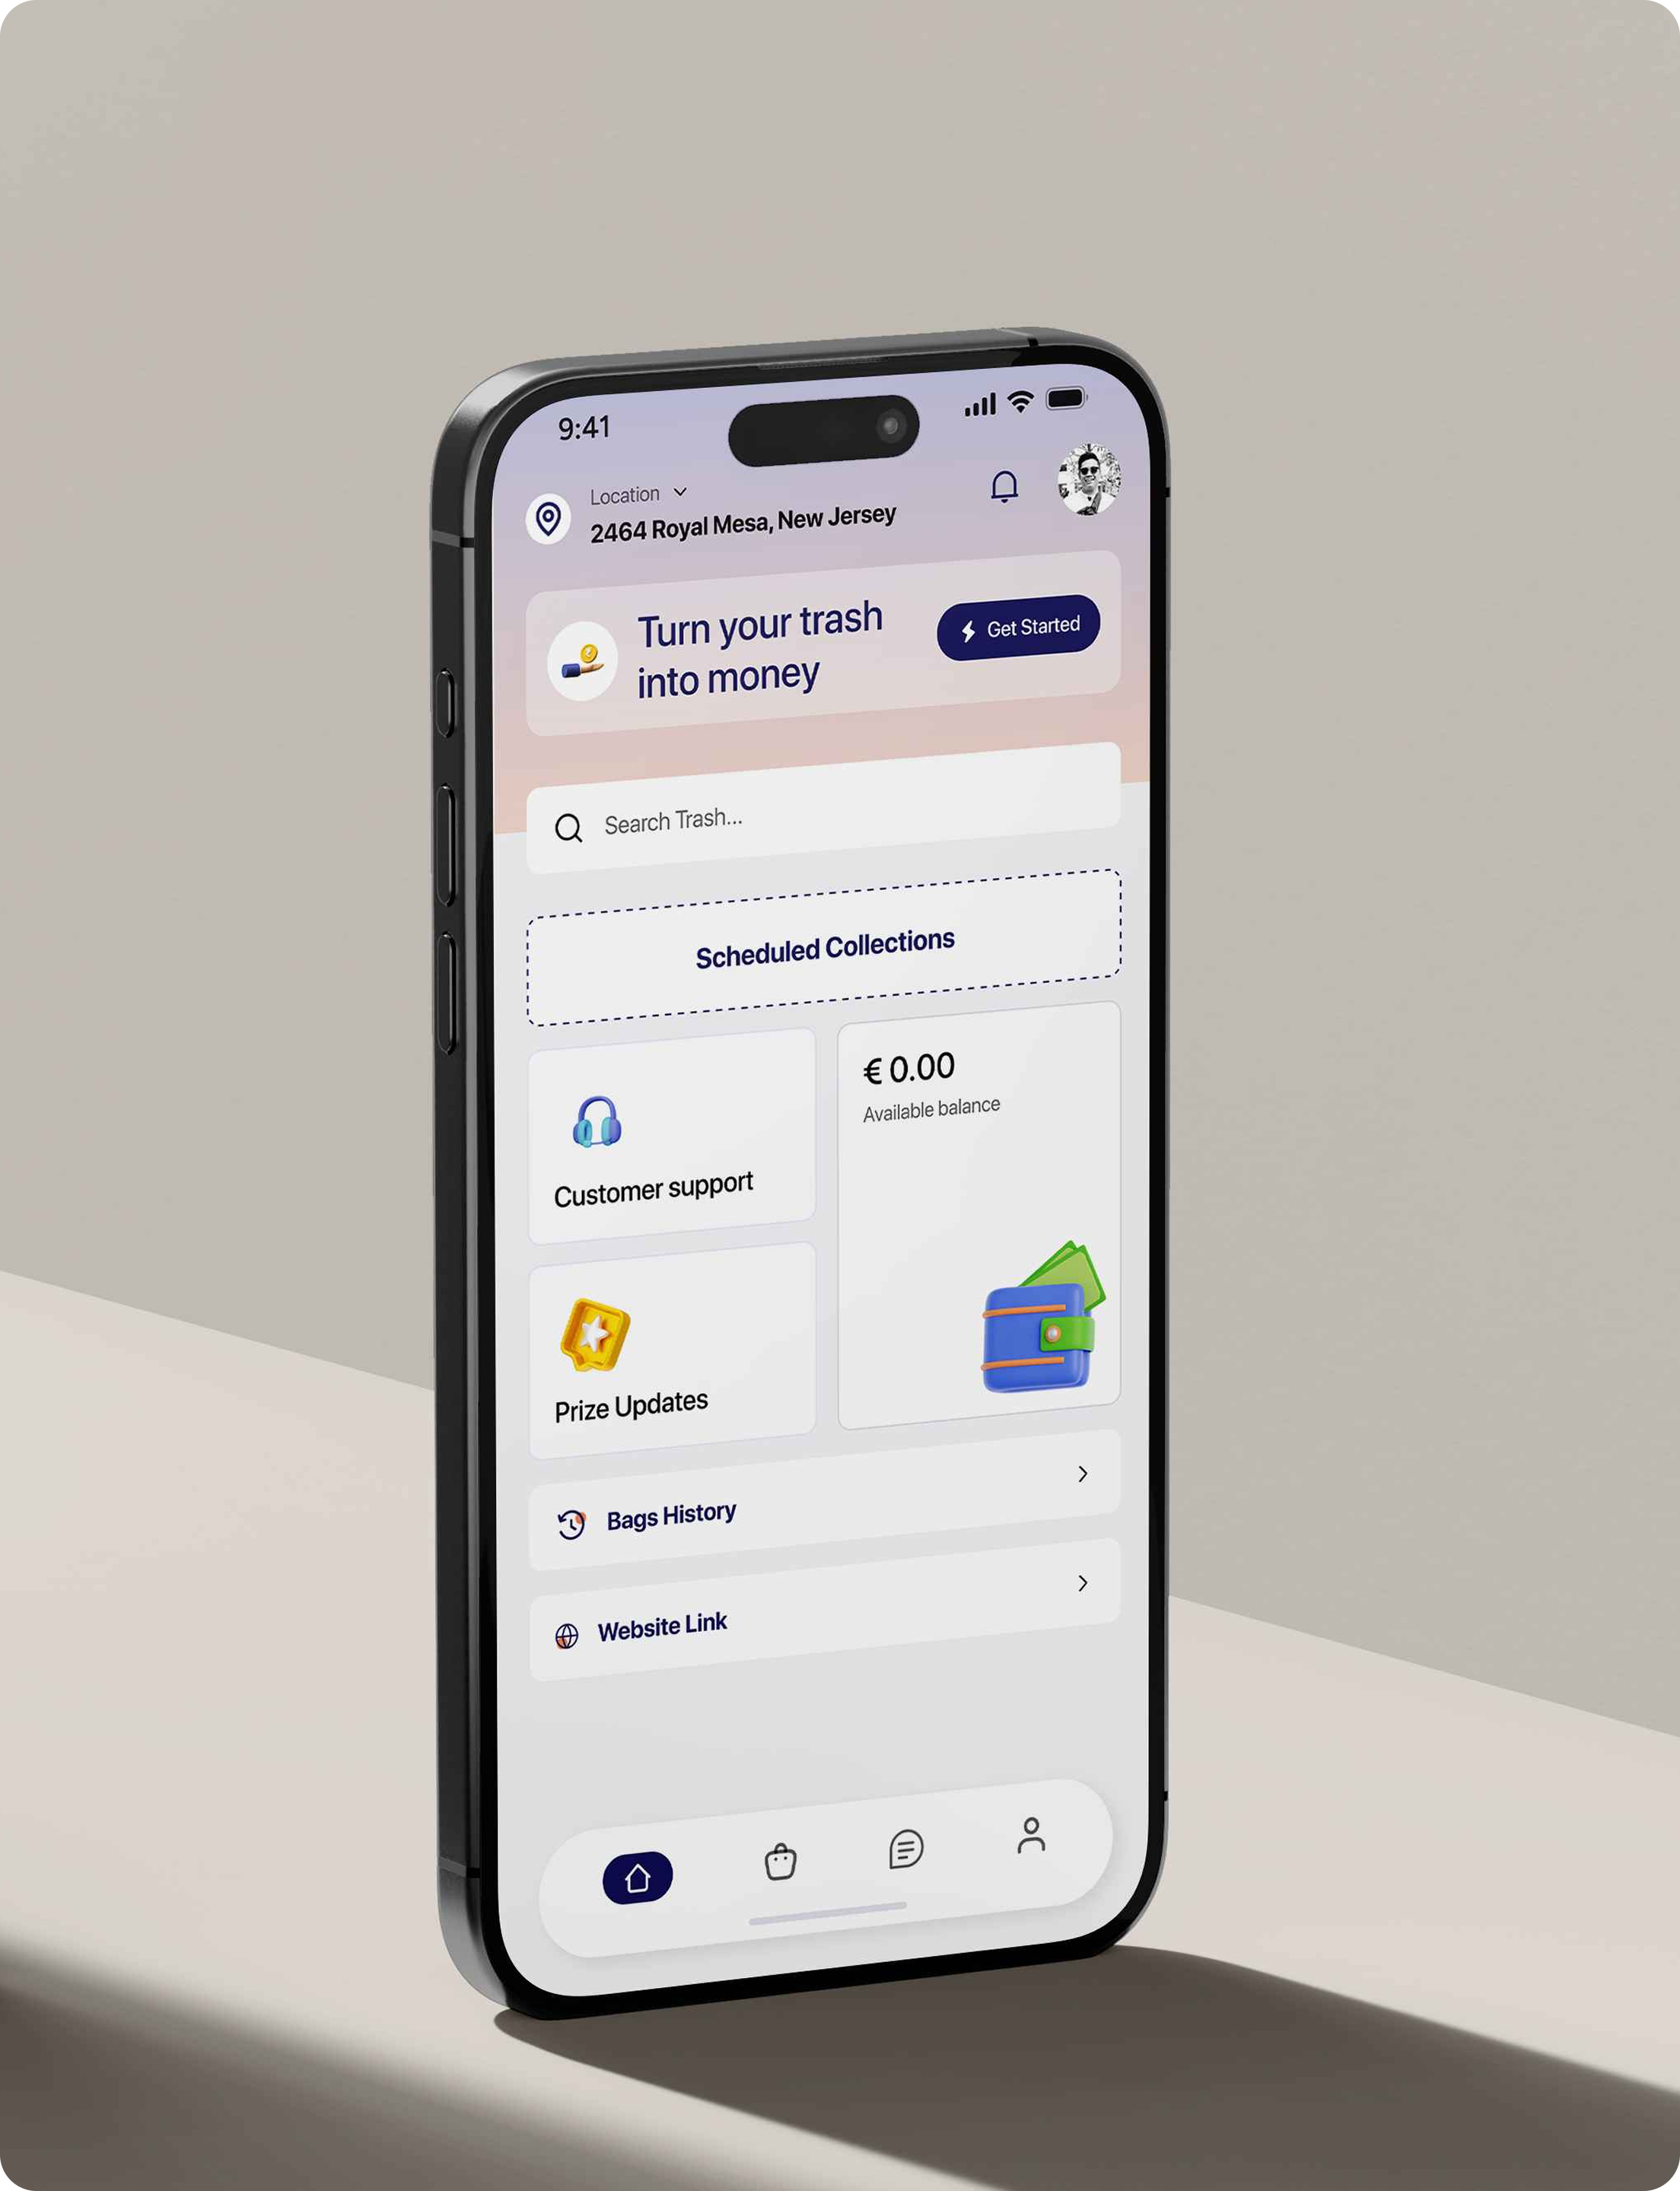 9:41
Location
2464 Royal Mesa, New Jersey
Turn your trash
into money
Get Started
Search Trash...
Scheduled Collections
€ 0.00
Available balance
Customer support
Prize Updates
Bags History
Website Link